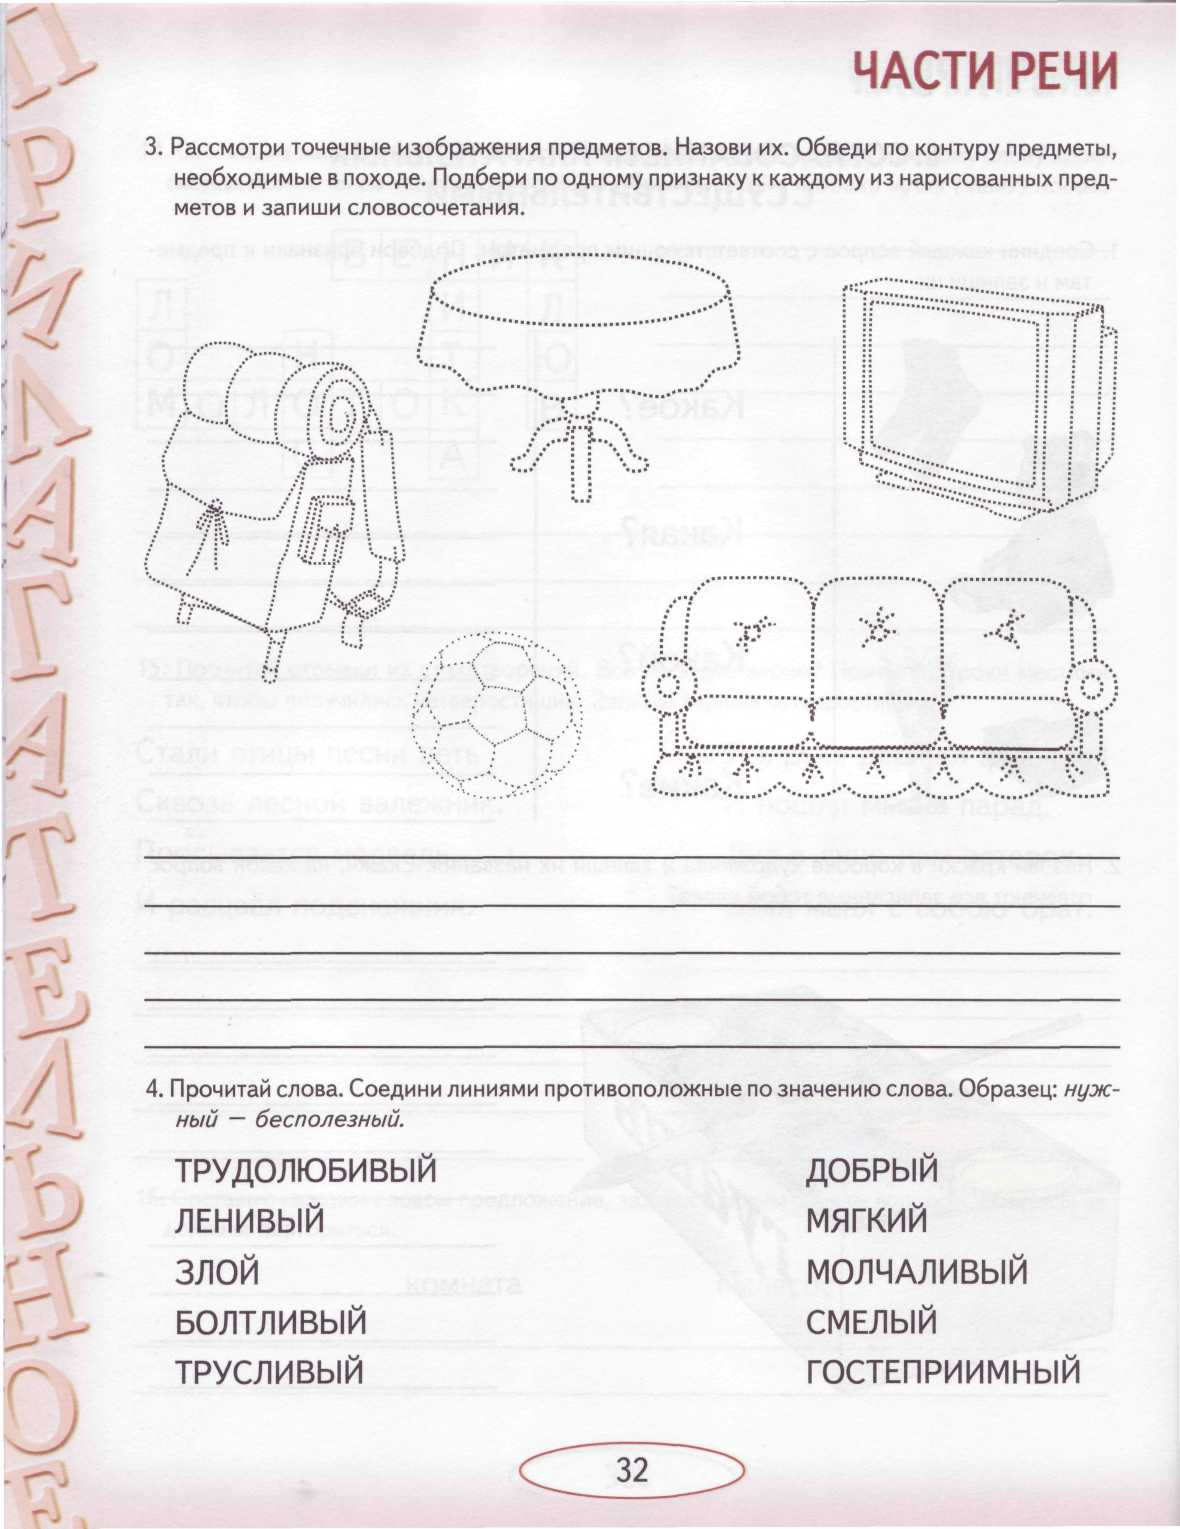 ПРИЛАГАТЕЛЬНОЕ
ЧАСТИ РЕЧИ
3. Рассмотри точечные изображения предметов. Назови их. Обведи по контуру предметы,
необходимые в походе. Подбери по одному признаку к каждому из нарисованных пред-
метов и запиши словосочетания.
4. Прочитай слова. Соедини линиями противоположные по значению слова. Образец: нуж-
ный — бесполезный.
ТРУДОЛЮБИВЫЙ ДОБРЫЙ
ЛЕНИВЫЙ МЯГКИЙ
ЗЛОЙ МОЛЧАЛИВЫЙ
БОЛТЛИВЫЙ СМЕЛЫЙ
ТРУСЛИВЫЙ ГОСТЕПРИИМНЫЙ
32